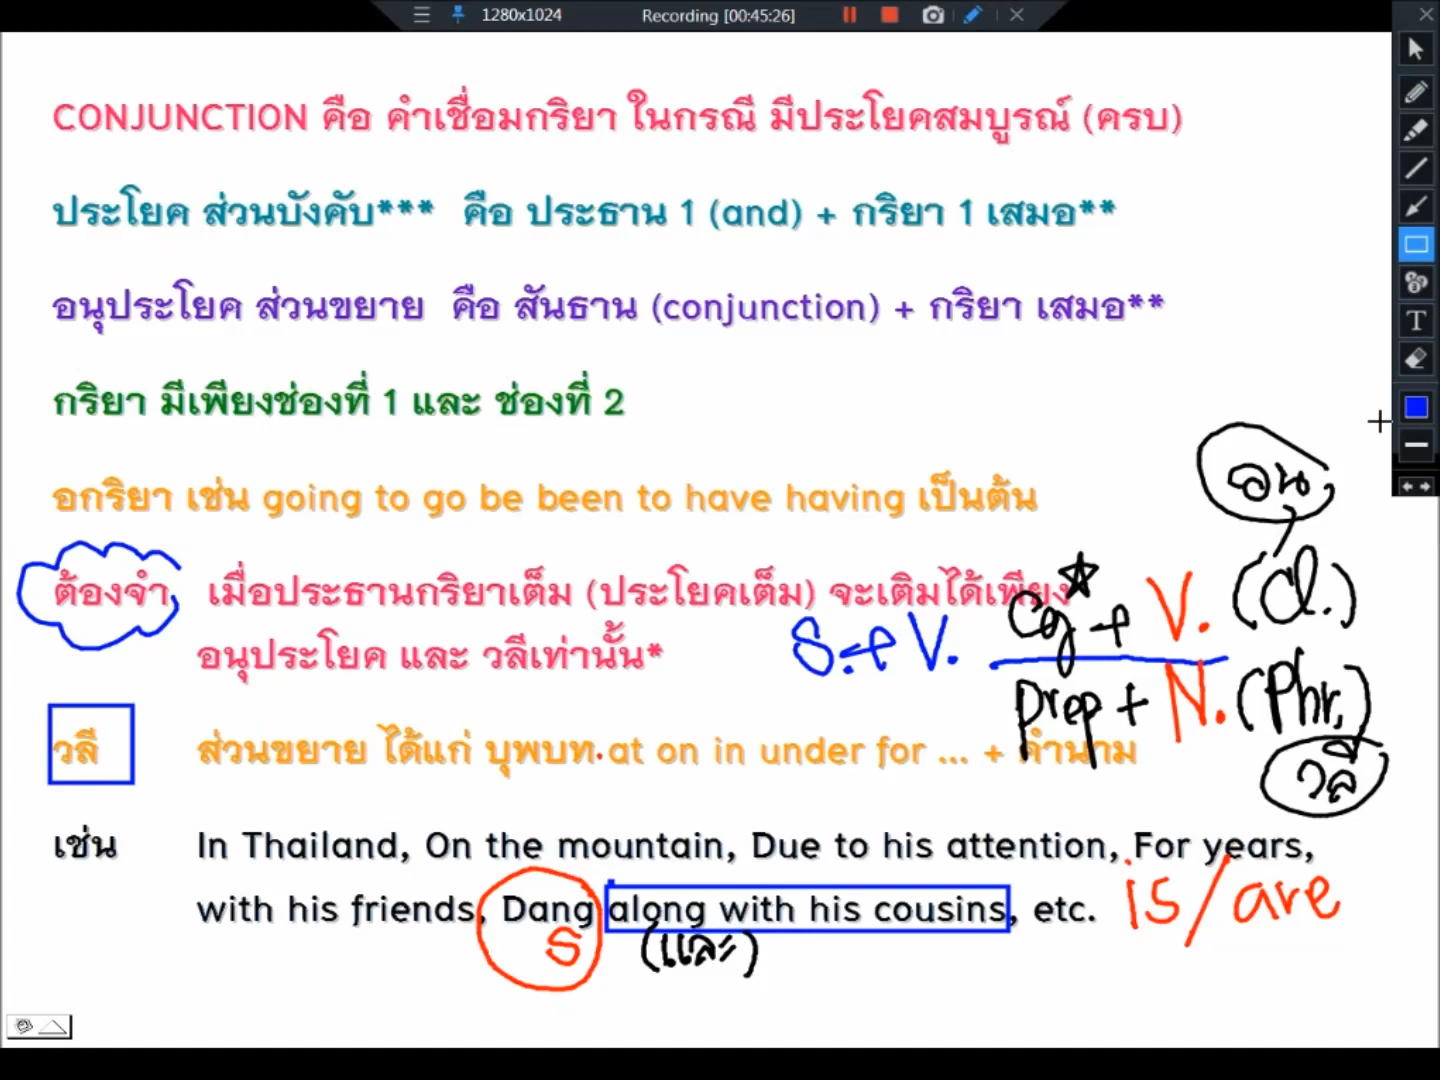 1280x1024 Recording [00:45:26]
CONJUNCTION คือ คำเชื่อมกริยา ในกรณี มีประโยคสมบูรณ์ (ครบ)
ประโยค ส่วนบังคับ*** คือ ประธาน 1 (and) + กริยา 1 เสมอ**
อนุประโยค ส่วนขยาย คือ สันธาน (conjunction) + กริยา เสมอ**
กริยา มีเพียงช่องที่ 1 และ ช่องที่ 2
อกริยา เช่น going to go be been to have having เป็นต้น
อนุ
ต้องจำ เมื่อประธานกริยาเต็ม (ประโยคเต็ม) จะเติมได้เพียง
อนุประโยค และ วลีเท่านั้น*
S + V.
+ V. (cl.)
prep + N. (Phr.)
วลี ส่วนขยาย ได้แก่ บุพบท at on in under for ... + คำนาม
วลี
เช่น In Thailand, On the mountain, Due to his attention, For years,
with his friends, Dang along with his cousins, etc. is/are
S (และ)
T